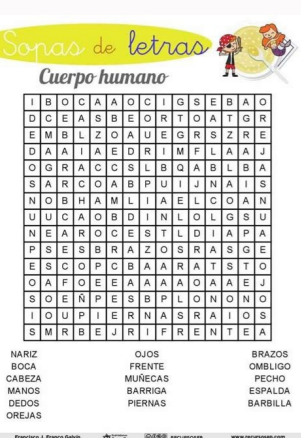 Sopas de letras
Cuerpo humano
I B O C A A O C I G S E B A O
D C E A S B E O R T O A T G R
E M B L Z O A U E G R S Z R E
D A A I A E D R I M F L A A J
O G R A C C S L B Q A B L B A
S A R C O A B P U I J N A I S
N O B H A M L I A E L C O A N
U U C A O B D I N L O L G S U
N E A R O C E S T L D I A P A
P S E S B R A Z O S R A S G E
E S C O P C B A A R A T S T O
O A F O E E A A A A O A A E J
S O E Ñ P E S B P L O N O N O
I O U P I E R N A S R A I O S
S M R B E J R I F R E N T E A
NARIZ OJOS BRAZOS
BOCA FRENTE OMBLIGO
CABEZA MUÑECAS PECHO
MANOS BARRIGA ESPALDA
DEDOS PIERNAS BARBILLA
OREJAS
Francisco J. Franco Galvín www.recursosep.com